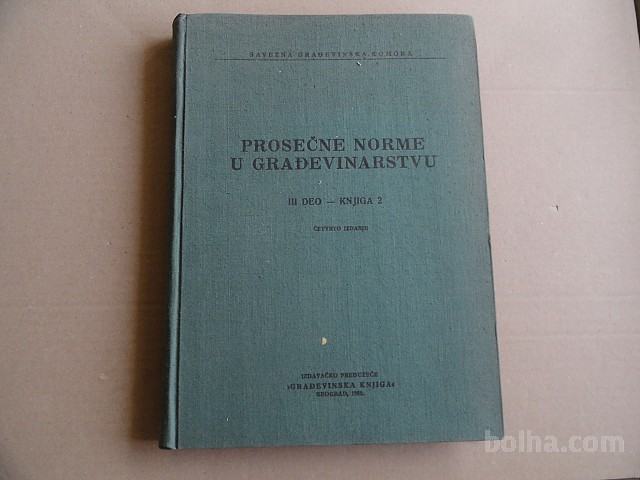 SAVEZNA GRAĐEVINSKA KOMORA
PROSEČNE NORME
U GRAĐEVINARSTVU
III DEO — KNJIGA 2
ČETVRTO IZDANJE
IZDAVAČKO PREDUZEĆE
»GRAĐEVINSKA KNJIGA«
BEOGRAD,
bolha.com